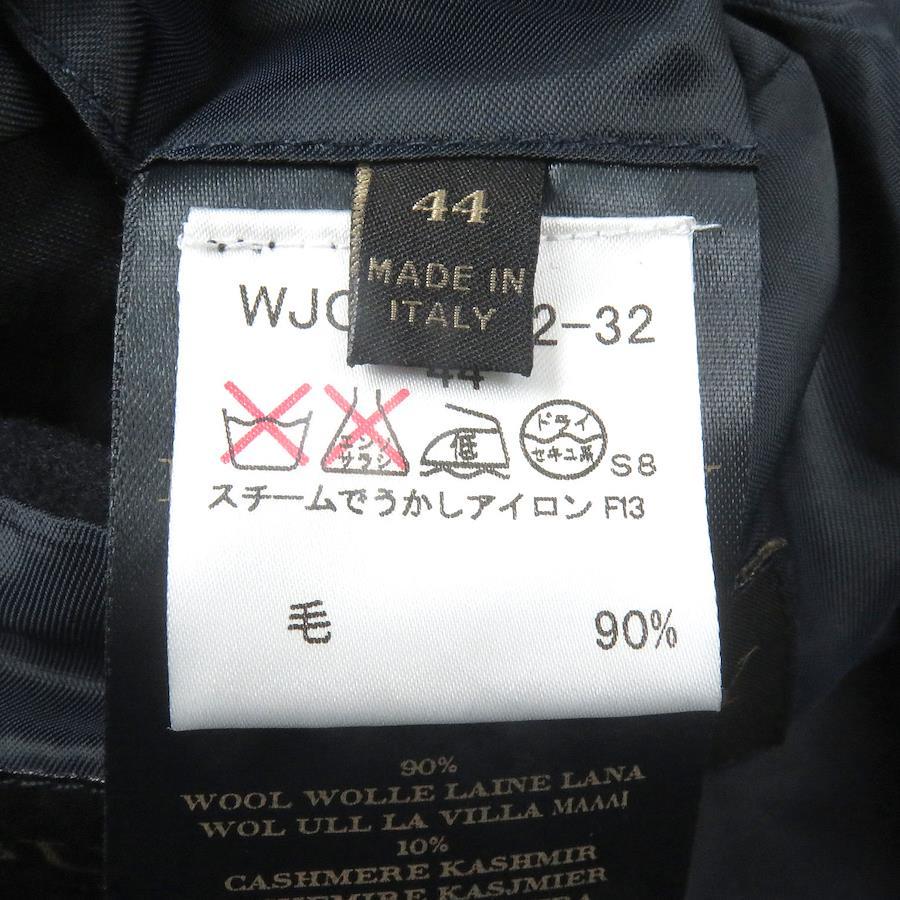 44
MADE IN
ITALY
WJC 2-32
44
エンソ
サラシ
低
ドライ
セキユ系
S8
スチームでうかしアイロン F13
毛 90%
90%
WOOL WOLLE LAINE LANA
WOL ULL LA VILLA MAAAI
10%
CASHMERE KASHMIR
KASJMIER